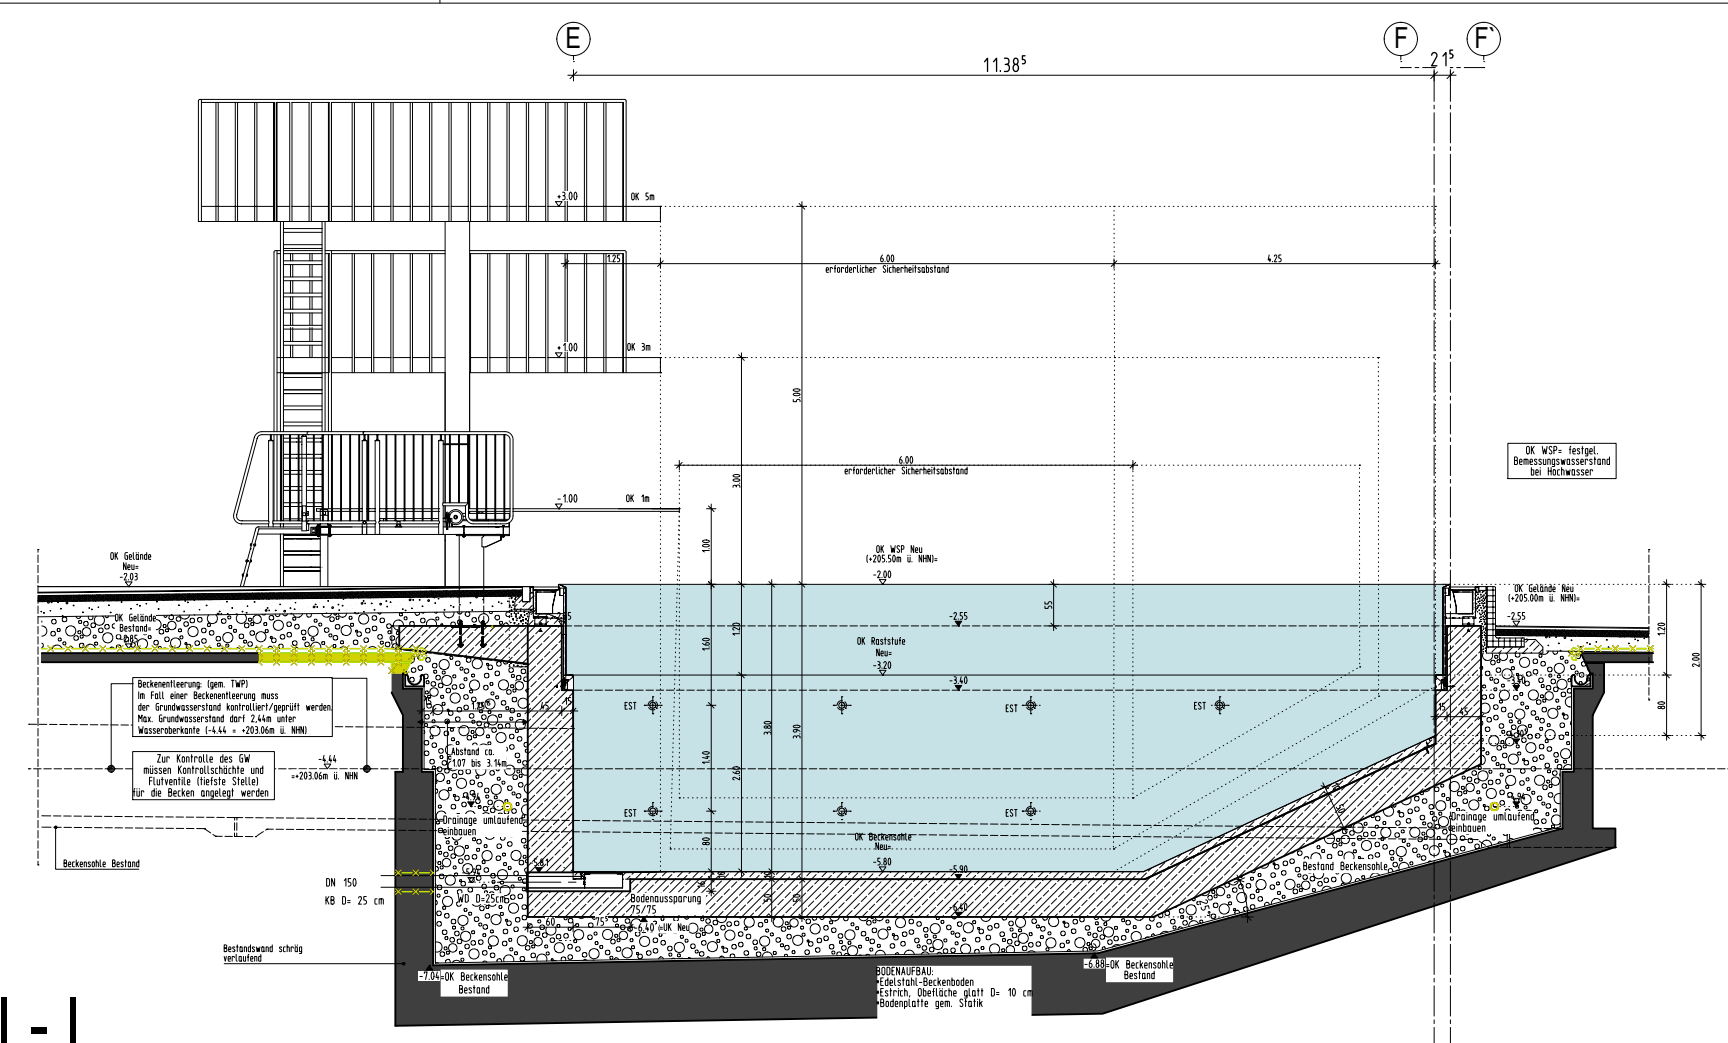 E
F
F`
11.38⁵
21⁵
+3.00
OK 5m
1.25
6.00
erforderlicher Sicherheitsabstand
4.25
+1.00
OK 3m
5.00
3.00
6.00
erforderlicher Sicherheitsabstand
OK WSP= festgel.
Bemessungswasserstand
bei Hochwasser
-1.00
OK 1m
1.00
OK WSP Neu
(+205.50m ü. NHN)=
-2.00
OK Gelände
Neu=
-2.03
OK Gelände Neu
(+205.00m ü. NHN)=
-2.55
OK Gelände
Bestand=
55
-2.55
1.20
1.60
1.20
2.00
OK Raststufe
Neu=
-3.20
-3.40
80
Beckenentleerung: (gem. TWP)
Im Fall einer Beckenentleerung muss
der Grundwasserstand kontrolliert/geprüft werden.
Max. Grundwasserstand darf 2,44m unter
Wasseroberkante (-4.44 = +203.06m ü. NHN)
45
15
EST
EST
EST
15
45
3.80
3.90
Zur Kontrolle des GW
müssen Kontrollschächte und
Flutventile (tiefste Stelle)
für die Becken angelegt werden
-4.44
=+203.06m ü. NHN
Abstand ca.
1.07 bis 3.14m
1.40
2.60
EST
EST
50
Drainage umlaufend
einbauen
Drainage umlaufend
einbauen
80
OK Beckensohle
Neu=
-5.80
-5.90
Beckensohle Bestand
-5.81
Bestand Beckensohle
DN 150
KB D= 25 cm
WD D=25cm
Bodenaussparung
75/75
50
50
-6.40
60
75
-6.40 =UK Neu
Bestandswand schräg
verlaufend
-7.04=OK Beckensohle
Bestand
-6.88=OK Beckensohle
Bestand
BODENAUFBAU:
•Edelstahl-Beckenboden
•Estrich, Obefläche glatt D= 10 cm
•Bodenplatte gem. Statik
I - I